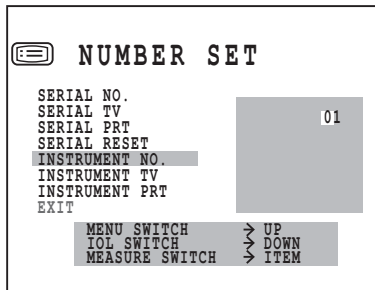 NUMBER SET
SERIAL NO.
SERIAL TV
SERIAL PRT
SERIAL RESET
INSTRUMENT NO.
INSTRUMENT TV
INSTRUMENT PRT
EXIT
01
MENU SWITCH → UP
IOL SWITCH → DOWN
MEASURE SWITCH → ITEM